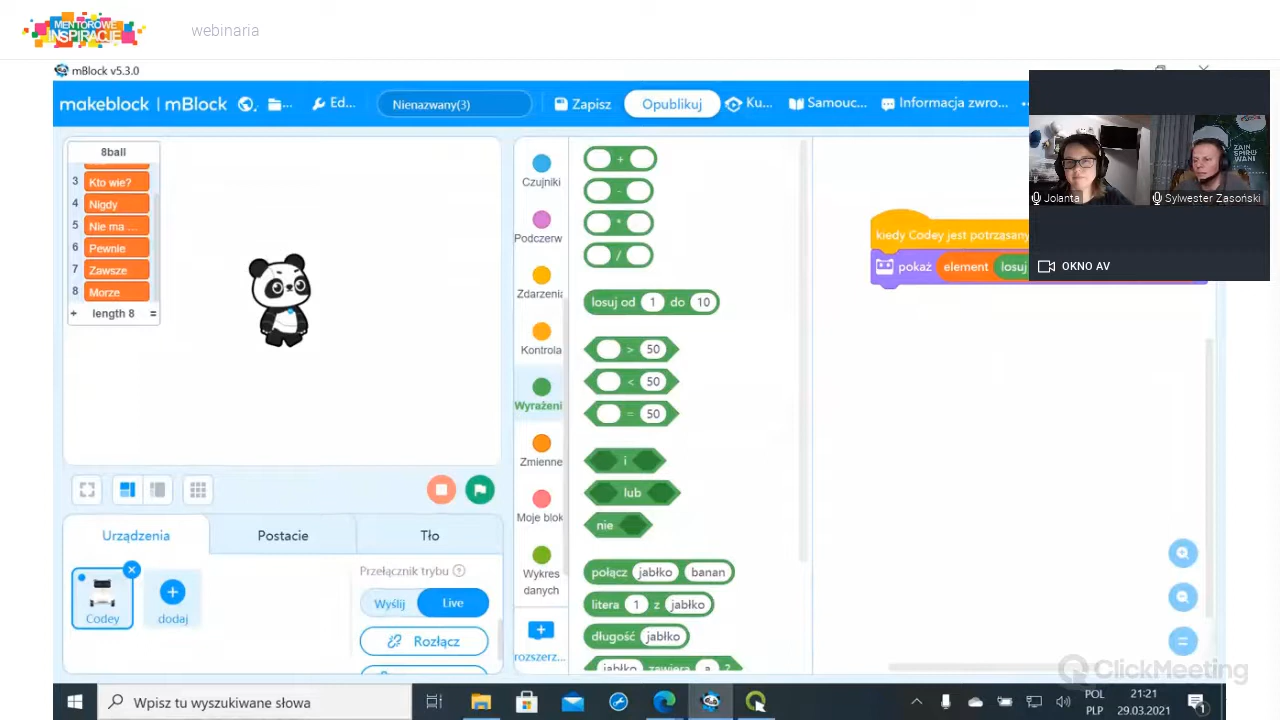 MENTOROWE
INSPIRACJE
webinaria
mBlock v5.3.0
makeblock | mBlock
Ed...
Nienazwany(3)
Zapisz
Opublikuj
Ku...
Samouc...
Informacja zwro...
8ball
3 Kto wie?
4 Nigdy
5 Nie ma ...
6 Pewnie
7 Zawsze
8 Morze
+ length 8 =
Czujniki
Podczerw
Zdarzeni
Kontrola
Wyrażeni
Zmienne
Moje blok
Wykres
danych
rozszerz...
+
-
*
/
losuj od 1 do 10
> 50
< 50
= 50
i
lub
nie
połącz jabłko banan
litera 1 z jabłko
długość jabłko
jabłko zawiera a ?
kiedy Codey jest potrząsany
pokaż element losuj
ZAIN
SPIRUJ
WANI
Jolanta
Sylwester Zasoński
OKNO AV
Urządzenia
Postacie
Tło
Codey
dodaj
Przełącznik trybu ?
Wyślij
Live
Rozłącz
ClickMeeting
Wpisz tu wyszukiwane słowa
POL
PLP
21:21
29.03.2021
1